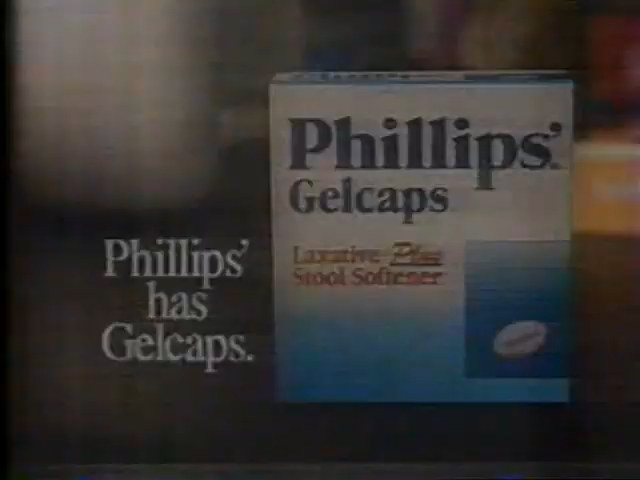 Phillips'
has
Gelcaps.
Phillips'
Gelcaps
Laxative Plus
Stool Softener